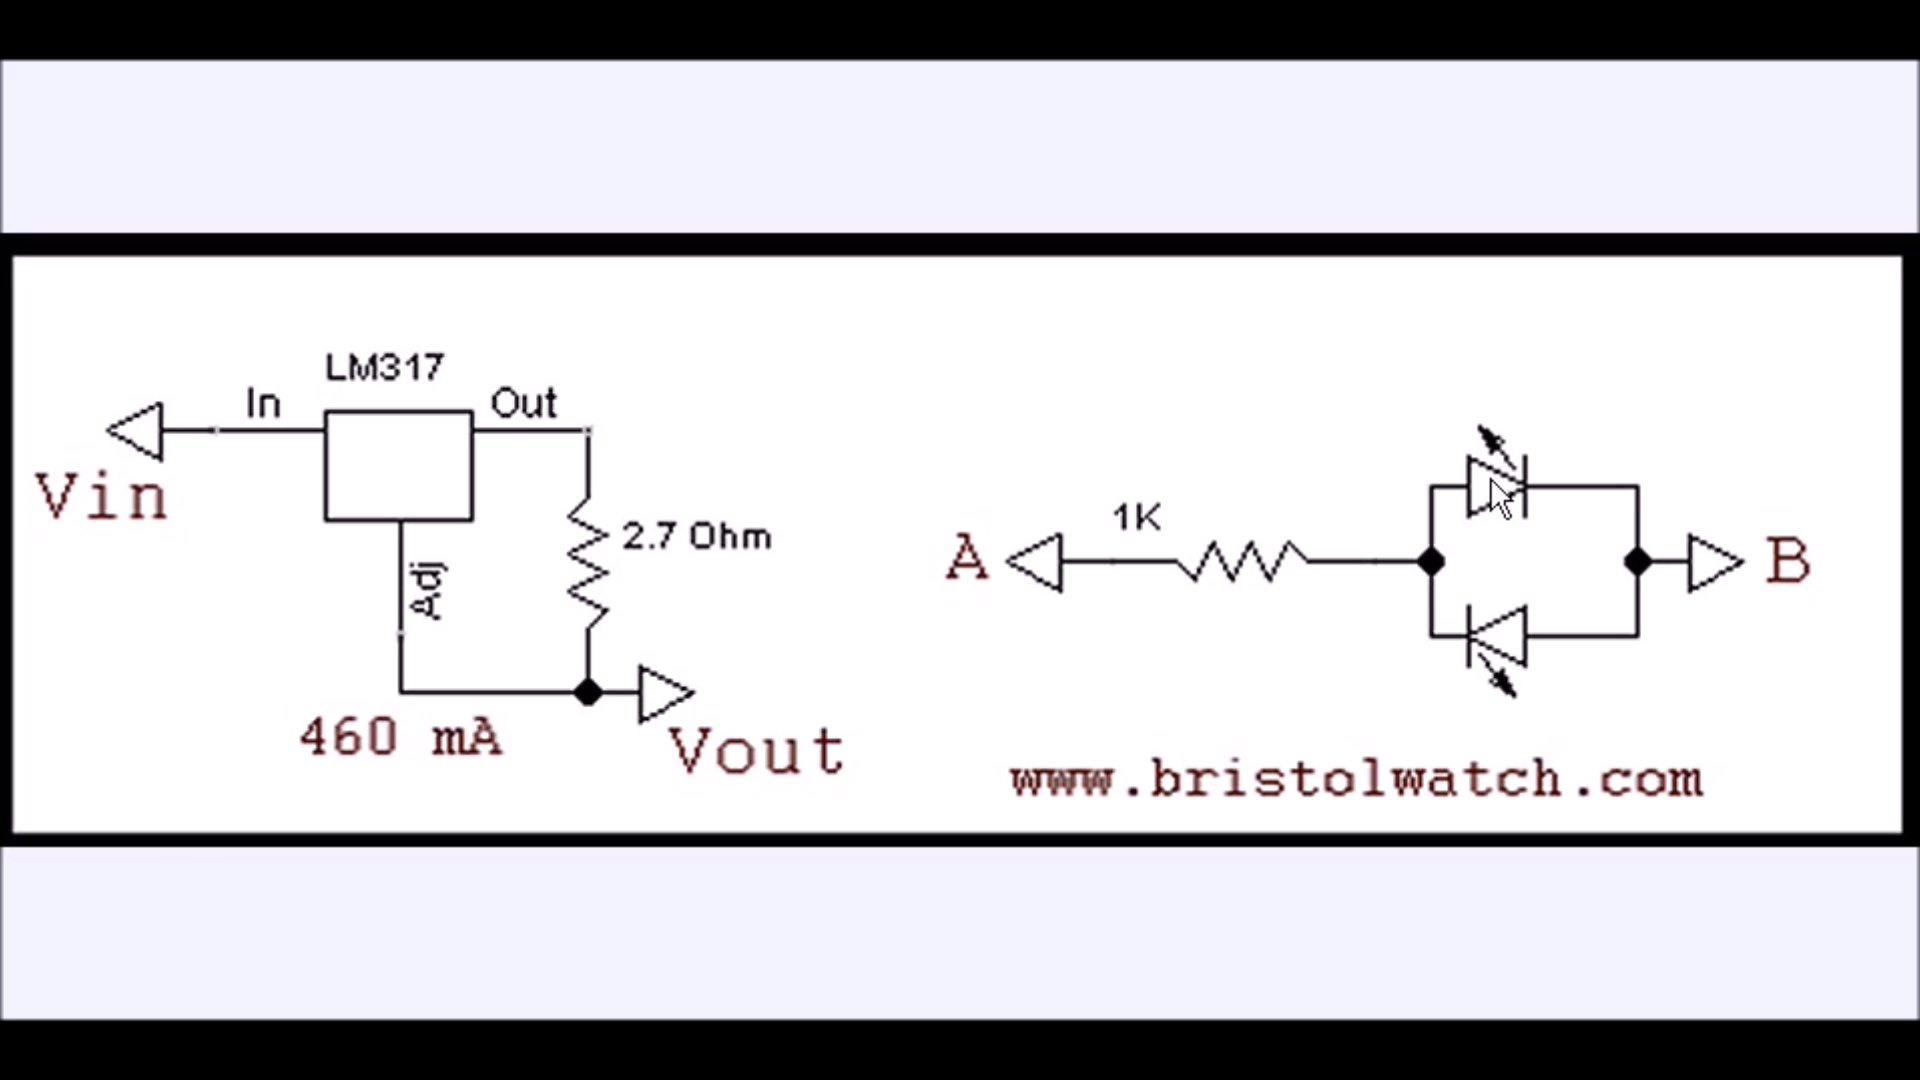 LM317
In
Out
Vin
2.7 Ohm
Adj
460 mA
Vout
1K
A
B
www.bristolwatch.com